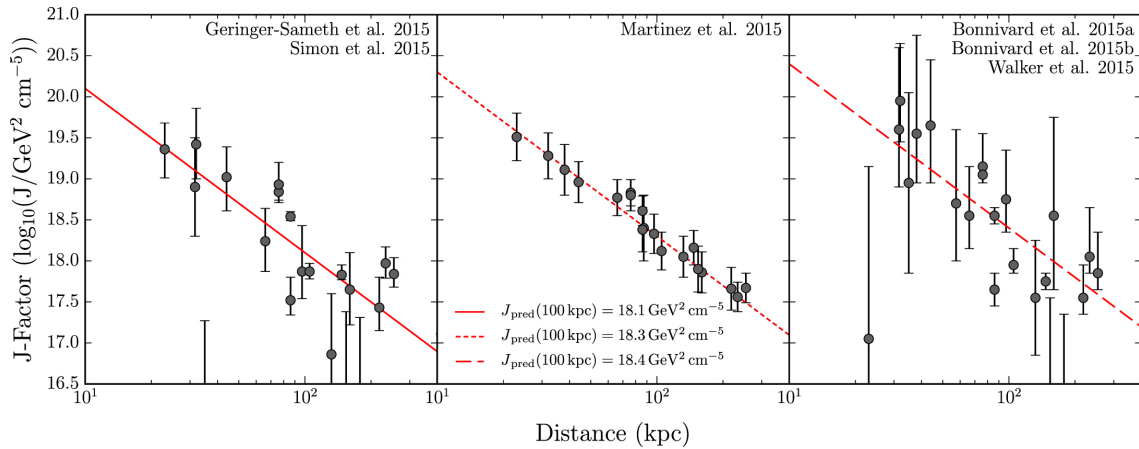 J-Factor (log₁₀(J/GeV² cm⁻⁵))
21.0
20.5
20.0
19.5
19.0
18.5
18.0
17.5
17.0
16.5
Geringer-Sameth et al. 2015
Simon et al. 2015
Martinez et al. 2015
Bonnivard et al. 2015a
Bonnivard et al. 2015b
Walker et al. 2015
J_pred(100 kpc) = 18.1 GeV² cm⁻⁵
J_pred(100 kpc) = 18.3 GeV² cm⁻⁵
J_pred(100 kpc) = 18.4 GeV² cm⁻⁵
10¹ 10² 10¹ 10² 10¹ 10²
Distance (kpc)